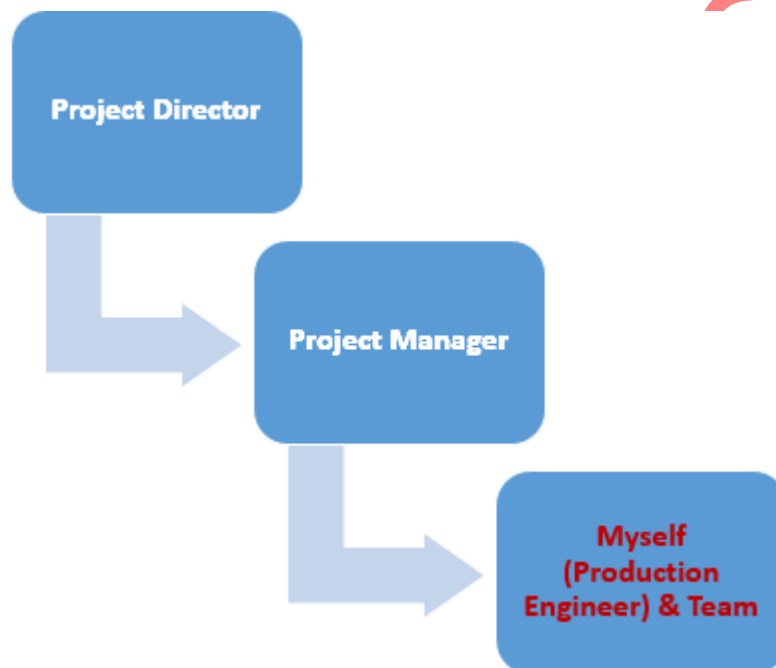 Project Director
Project Manager
Myself
(Production
Engineer) & Team